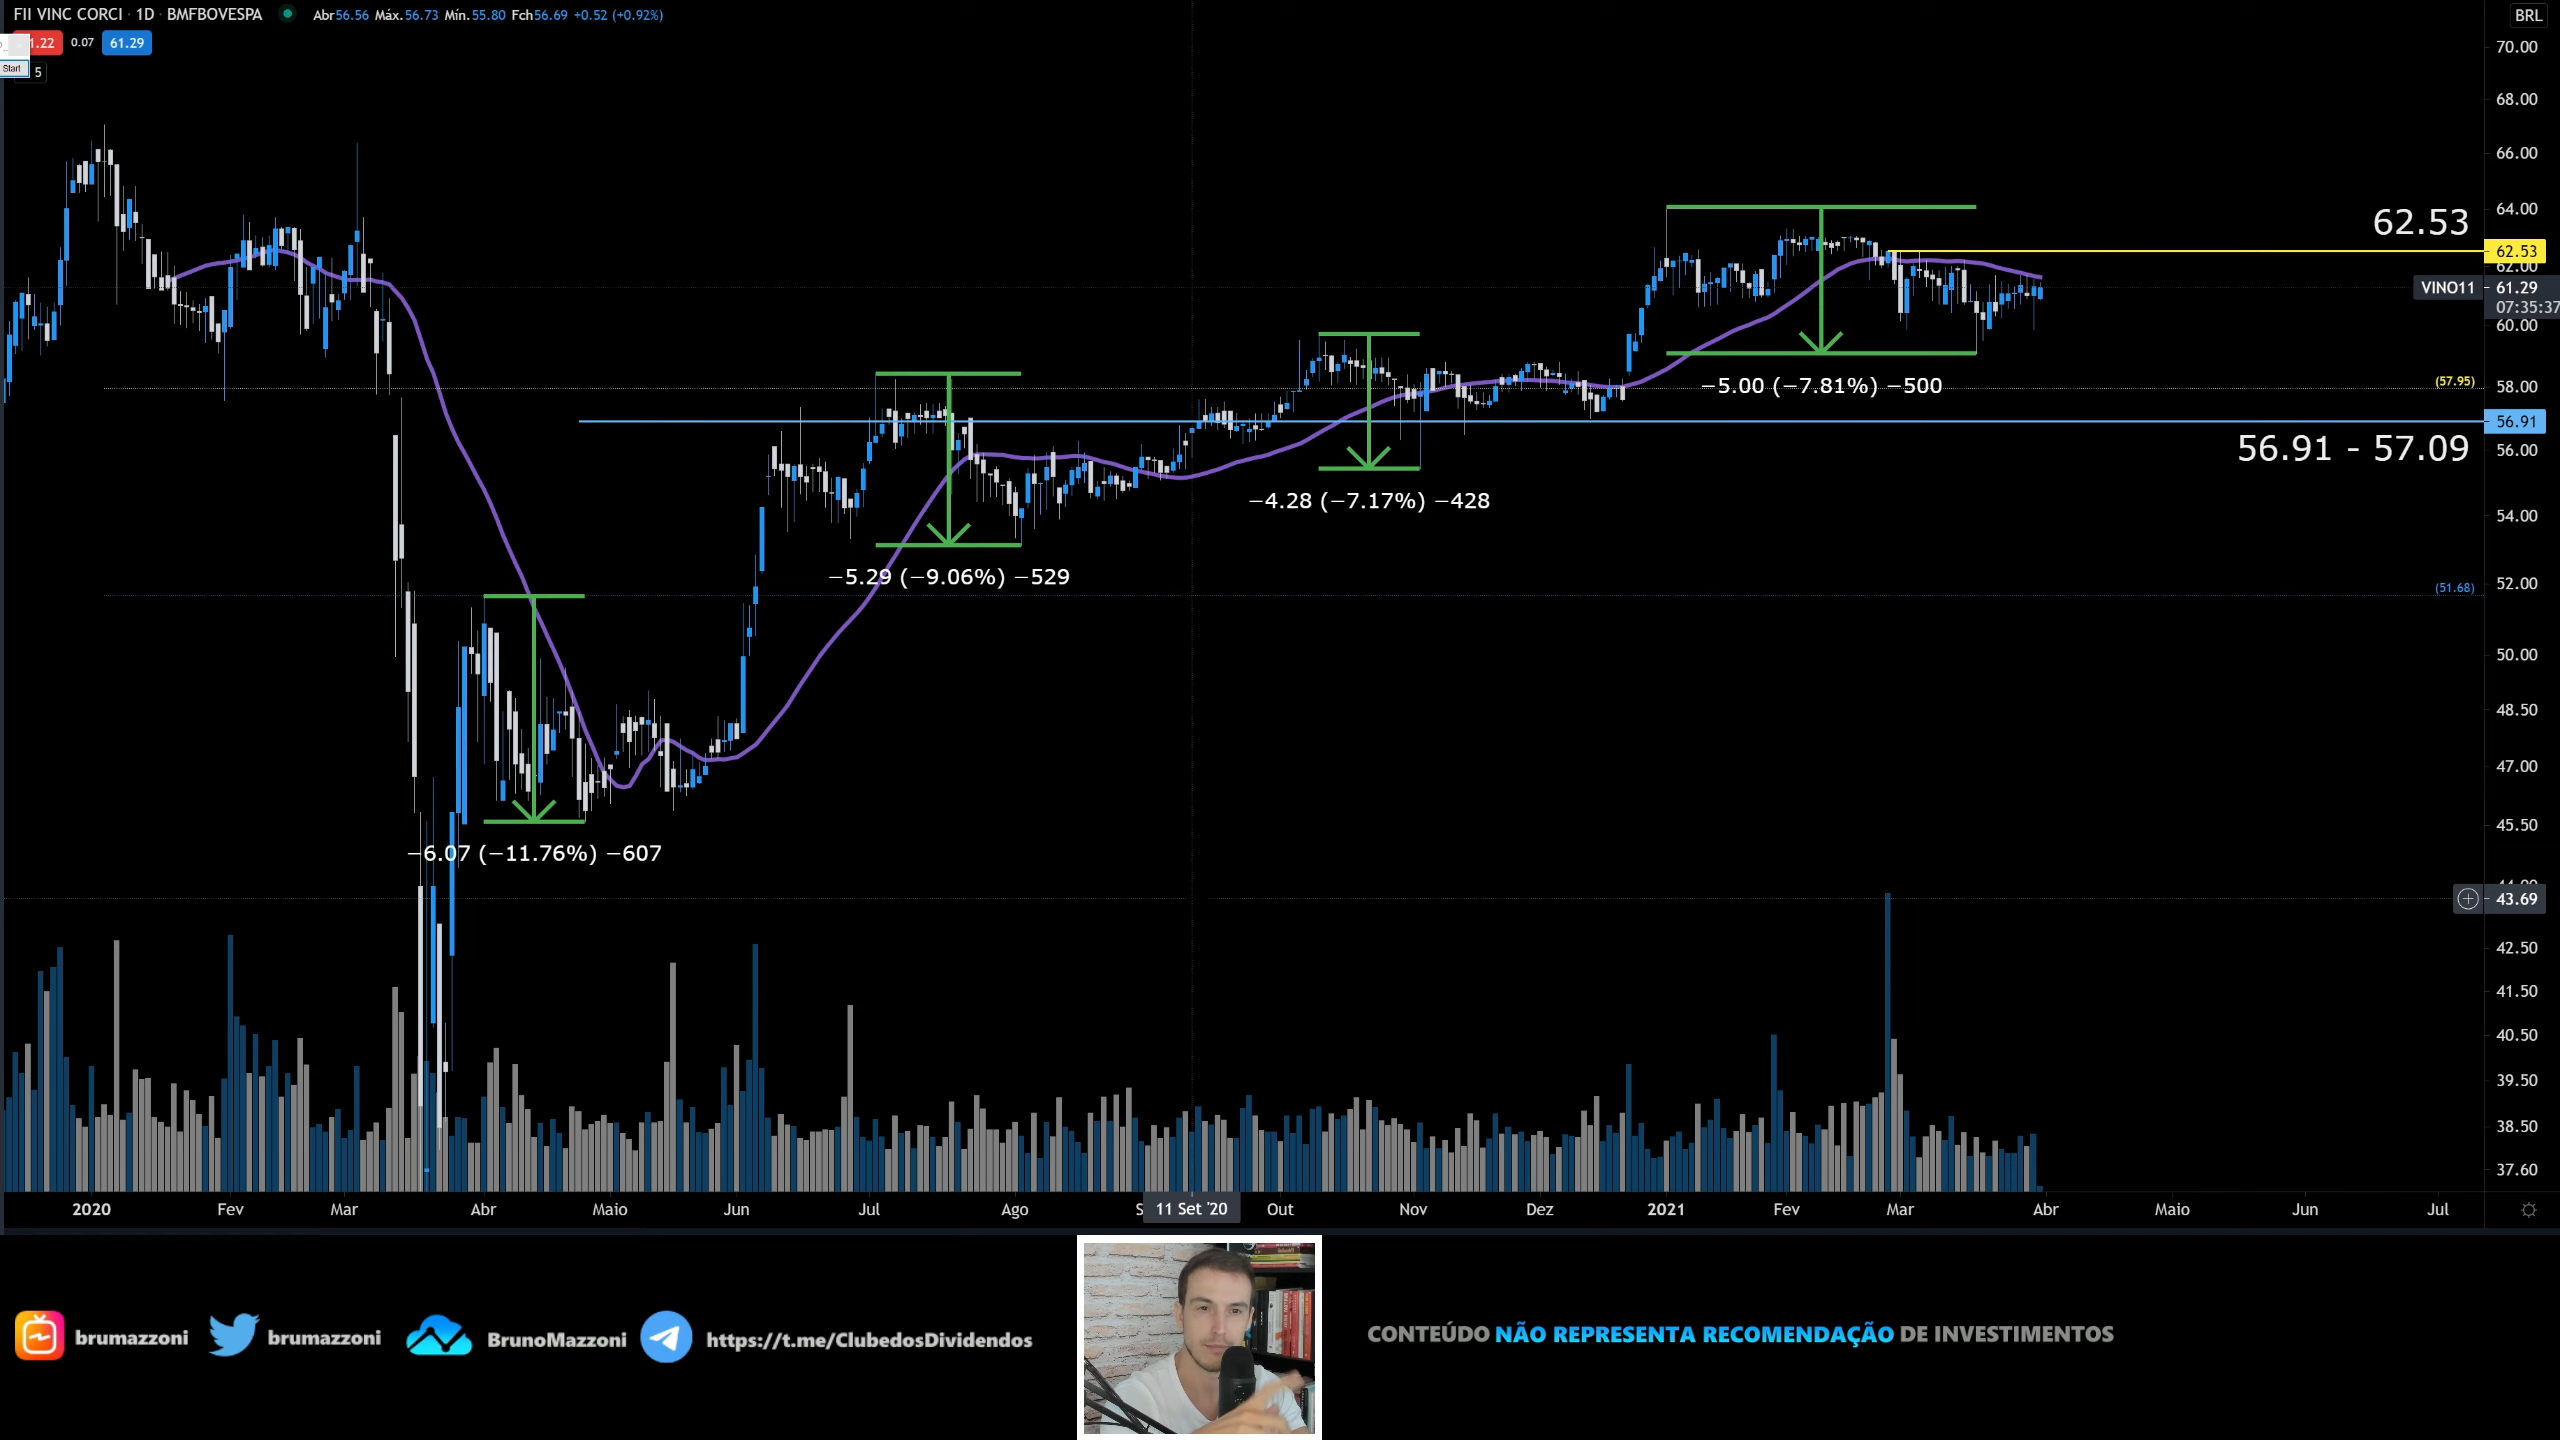 FII VINC CORCI · 1D · BMFBOVESPA Abr56.56 Máx.56.73 Mín.55.80 Fch56.69 +0.52 (+0.92%)
BRL
1.22 0.07 61.29
Start 5
70.00
68.00
66.00
64.00
62.53
62.53
62.00
VINO11 61.29
07:35:37
60.00
(57.95)
58.00
−5.00 (−7.81%) −500
56.91
56.91 - 57.09
56.00
−4.28 (−7.17%) −428
54.00
−5.29 (−9.06%) −529
52.00
(51.68)
50.00
48.50
47.00
45.50
−6.07 (−11.76%) −607
43.69
42.50
41.50
40.50
39.50
38.50
37.60
2020 Fev Mar Abr Maio Jun Jul Ago 11 Set '20 Out Nov Dez 2021 Fev Mar Abr Maio Jun Jul
brumazzoni brumazzoni BrunoMazzoni https://t.me/ClubedosDividendos
CONTEÚDO NÃO REPRESENTA RECOMENDAÇÃO DE INVESTIMENTOS